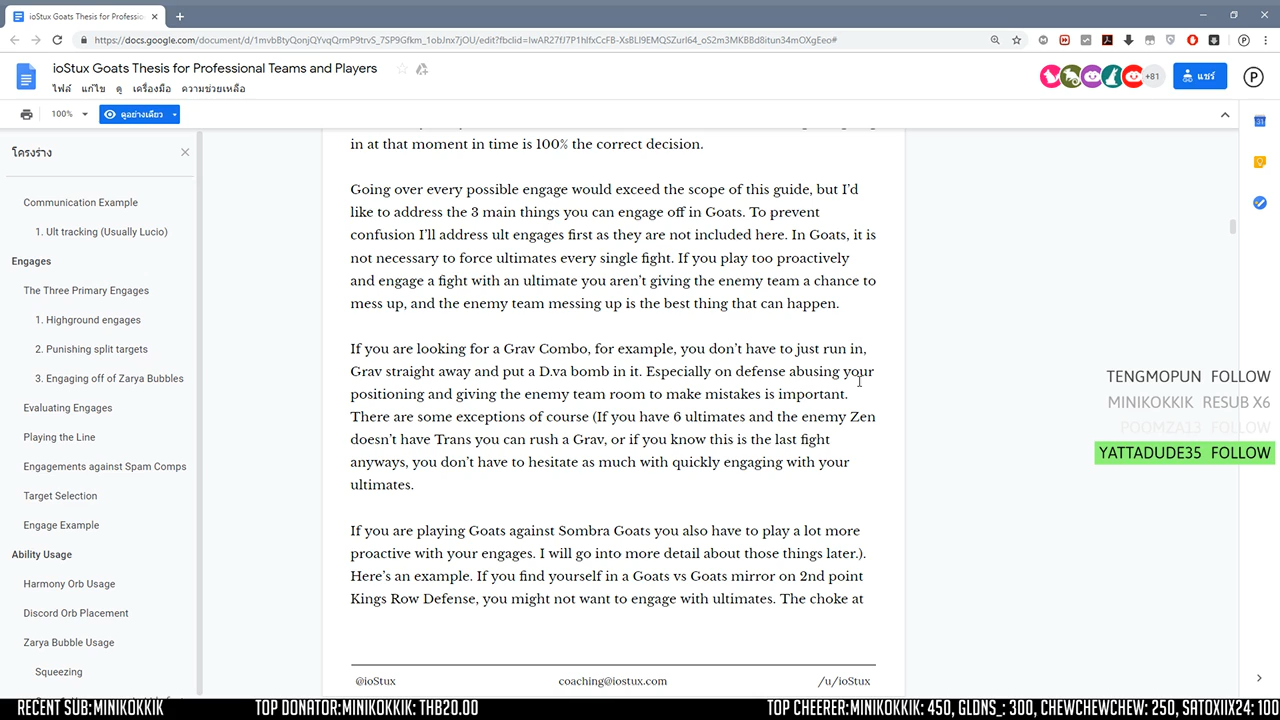 ioStux Goats Thesis for Professio
https://docs.google.com/document/d/1mvbBtyQonjQYvqQrmP9trvS_7SP9Gfkm_1obJnx7jOU/edit?fbclid=
ioStux Goats Thesis for Professional Teams and Players
ไฟล์ แก้ไข ดู เครื่องมือ ความช่วยเหลือ
+81
แชร์
P
100%
ดูอย่างเดียว
โครงร่าง
Communication Example
1. Ult tracking (Usually Lucio)
Engages
The Three Primary Engages
1. Highground engages
2. Punishing split targets
3. Engaging off of Zarya Bubbles
Evaluating Engages
Playing the Line
Engagements against Spam Comps
Target Selection
Engage Example
Ability Usage
Harmony Orb Usage
Discord Orb Placement
Zarya Bubble Usage
Squeezing
in at that moment in time is 100% the correct decision.
Going over every possible engage would exceed the scope of this guide, but I'd
like to address the 3 main things you can engage off in Goats. To prevent
confusion I'll address ult engages first as they are not included here. In Goats, it is
not necessary to force ultimates every single fight. If you play too proactively
and engage a fight with an ultimate you aren't giving the enemy team a chance to
mess up, and the enemy team messing up is the best thing that can happen.
If you are looking for a Grav Combo, for example, you don't have to just run in,
Grav straight away and put a D.va bomb in it. Especially on defense abusing your
positioning and giving the enemy team room to make mistakes is important.
There are some exceptions of course (If you have 6 ultimates and the enemy Zen
doesn't have Trans you can rush a Grav, or if you know this is the last fight
anyways, you don't have to hesitate as much with quickly engaging with your
ultimates.
If you are playing Goats against Sombra Goats you also have to play a lot more
proactive with your engages. I will go into more detail about those things later.).
Here's an example. If you find yourself in a Goats vs Goats mirror on 2nd point
Kings Row Defense, you might not want to engage with ultimates. The choke at
@ioStux coaching@iostux.com /u/ioStux
TENGMOPUN FOLLOW
MINIKOKKIK RESUB X6
POOMZA13 FOLLOW
YATTADUDE35 FOLLOW
RECENT SUB:MINIKOKKIK TOP DONATOR:MINIKOKKIK: THB20.00 TOP CHEERER:MINIKOKKIK: 450, GLDNS_: 300, CHEWCHEWCHEW: 250, SATOXIIX24: 100